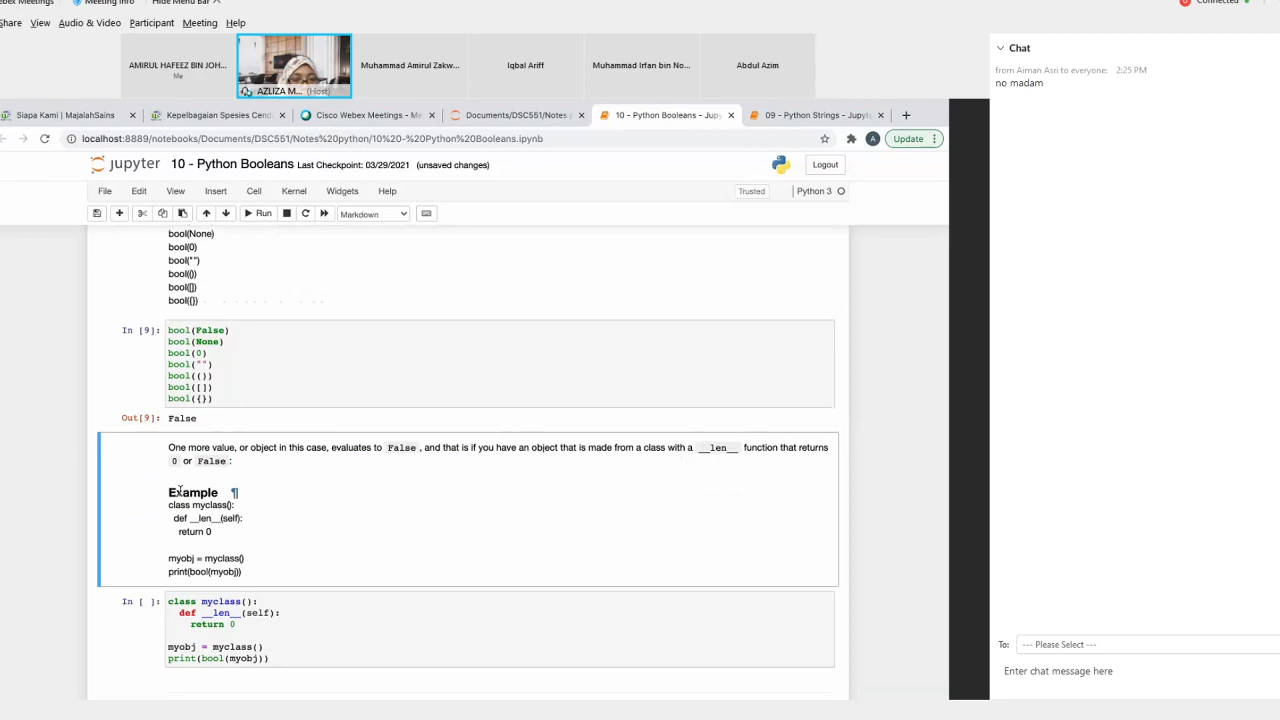 ebex Meetings Meeting Info Hide Menu Bar Connected
Share View Audio & Video Participant Meeting Help
AMIRUL HAFEEZ BIN JOH...
Me
AZLIZA M... (Host)
Muhammad Amirul Zakw...
Iqbal Ariff
Muhammad Irfan bin No...
Abdul Azim
Chat
from Aiman Asri to everyone: 2:25 PM
no madam
Siapa Kami | MajalahSains
Kepelbagaian Spesies Cend
Cisco Webex Meetings - M
Documents/DSC551/Notes p
10 - Python Booleans - Jupy
09 - Python Strings - Jupyt
localhost:8889/notebooks/Documents/DSC551/Notes%20python/10%20-%20Python%20Booleans.ipynb
A Update
jupyter 10 - Python Booleans Last Checkpoint: 03/29/2021 (unsaved changes) Logout
File Edit View Insert Cell Kernel Widgets Help Trusted Python 3
Run Markdown
bool(None)
bool(0)
bool("")
bool(())
bool([])
bool({})
In [9]: bool(False)
bool(None)
bool(0)
bool("")
bool(())
bool([])
bool({})
Out[9]: False
One more value, or object in this case, evaluates to False , and that is if you have an object that is made from a class with a __len__ function that returns
0 or False :
Example ¶
class myclass():
def __len__(self):
return 0
myobj = myclass()
print(bool(myobj))
In [ ]: class myclass():
def __len__(self):
return 0
myobj = myclass()
print(bool(myobj))
To: --- Please Select ---
Enter chat message here